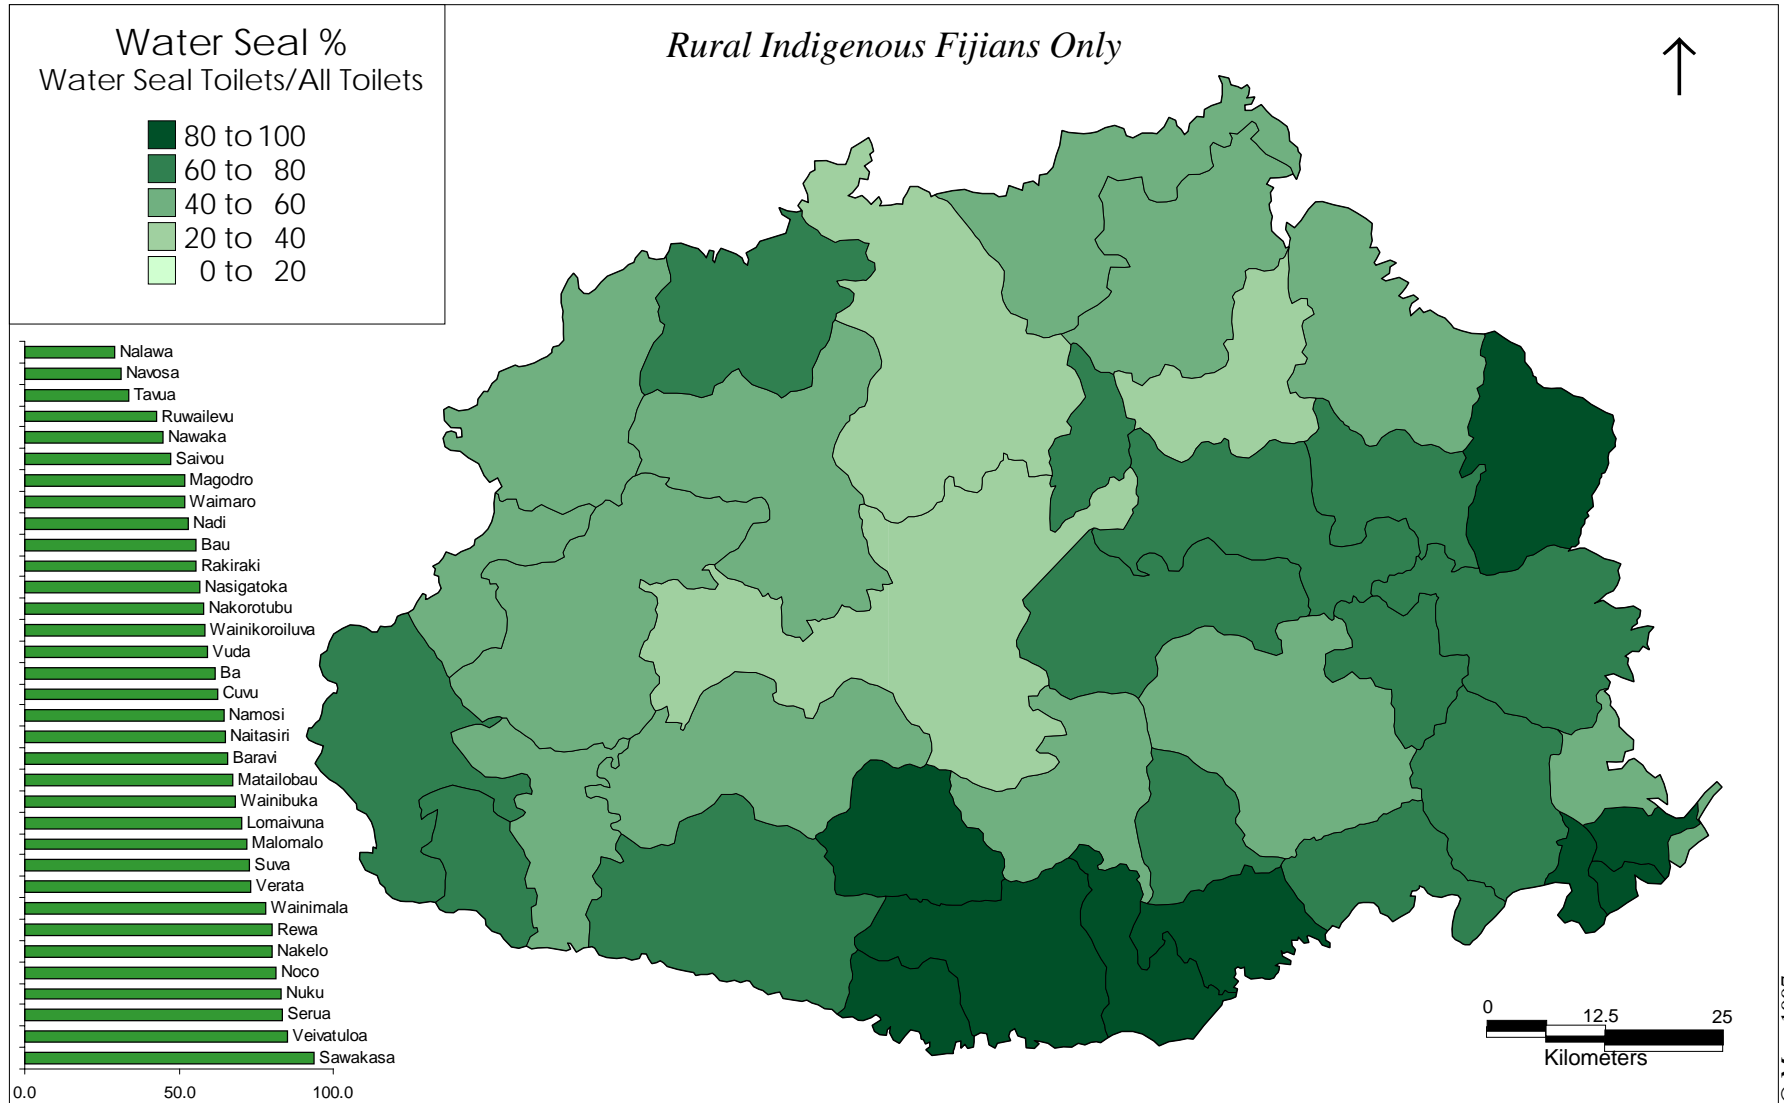 Water Seal %
Water Seal Toilets/All Toilets
80 to 100
60 to 80
40 to 60
20 to 40
0 to 20
Rural Indigenous Fijians Only
Nalawa
Navosa
Tavua
Ruwailevu
Nawaka
Saivou
Magodro
Waimaro
Nadi
Bau
Rakiraki
Nasigatoka
Nakorotubu
Wainikoroiluva
Vuda
Ba
Cuvu
Namosi
Naitasiri
Baravi
Matailobau
Wainibuka
Lomaivuna
Malomalo
Suva
Verata
Wainimala
Rewa
Nakelo
Noco
Nuku
Serua
Veivatuloa
Sawakasa
0.0 50.0 100.0
0 12.5 25
Kilometers